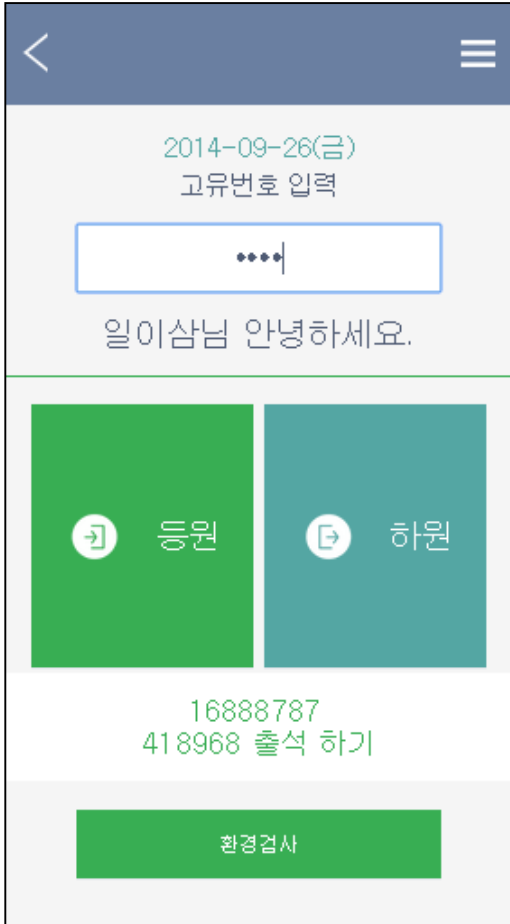 2014-09-26(금)
고유번호 입력
••••
일이삼님 안녕하세요.
등원
하원
16888787
418968 출석 하기
환경검사